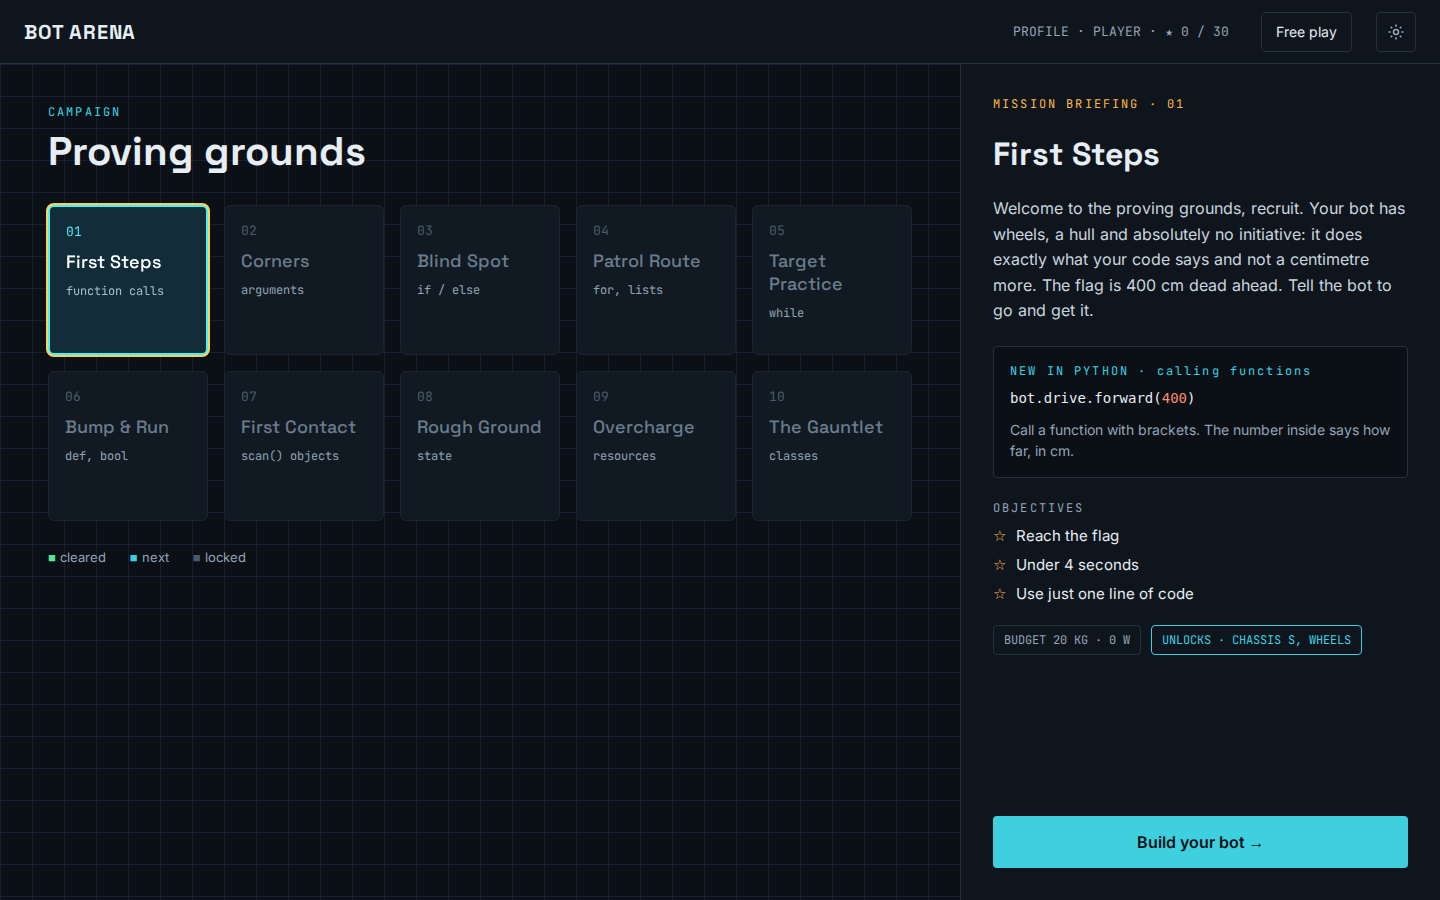 BOT ARENA
PROFILE · PLAYER · ★ 0 / 30
Free play
CAMPAIGN
Proving grounds
01
First Steps
function calls
02
Corners
arguments
03
Blind Spot
if / else
04
Patrol Route
for, lists
05
Target
Practice
while
06
Bump & Run
def, bool
07
First Contact
scan() objects
08
Rough Ground
state
09
Overcharge
resources
10
The Gauntlet
classes
cleared
next
locked
MISSION BRIEFING · 01
First Steps
Welcome to the proving grounds, recruit. Your bot has
wheels, a hull and absolutely no initiative: it does
exactly what your code says and not a centimetre
more. The flag is 400 cm dead ahead. Tell the bot to
go and get it.
NEW IN PYTHON · calling functions
bot.drive.forward(400)
Call a function with brackets. The number inside says how
far, in cm.
OBJECTIVES
☆ Reach the flag
☆ Under 4 seconds
☆ Use just one line of code
BUDGET 20 KG · 0 W
UNLOCKS · CHASSIS S, WHEELS
Build your bot →